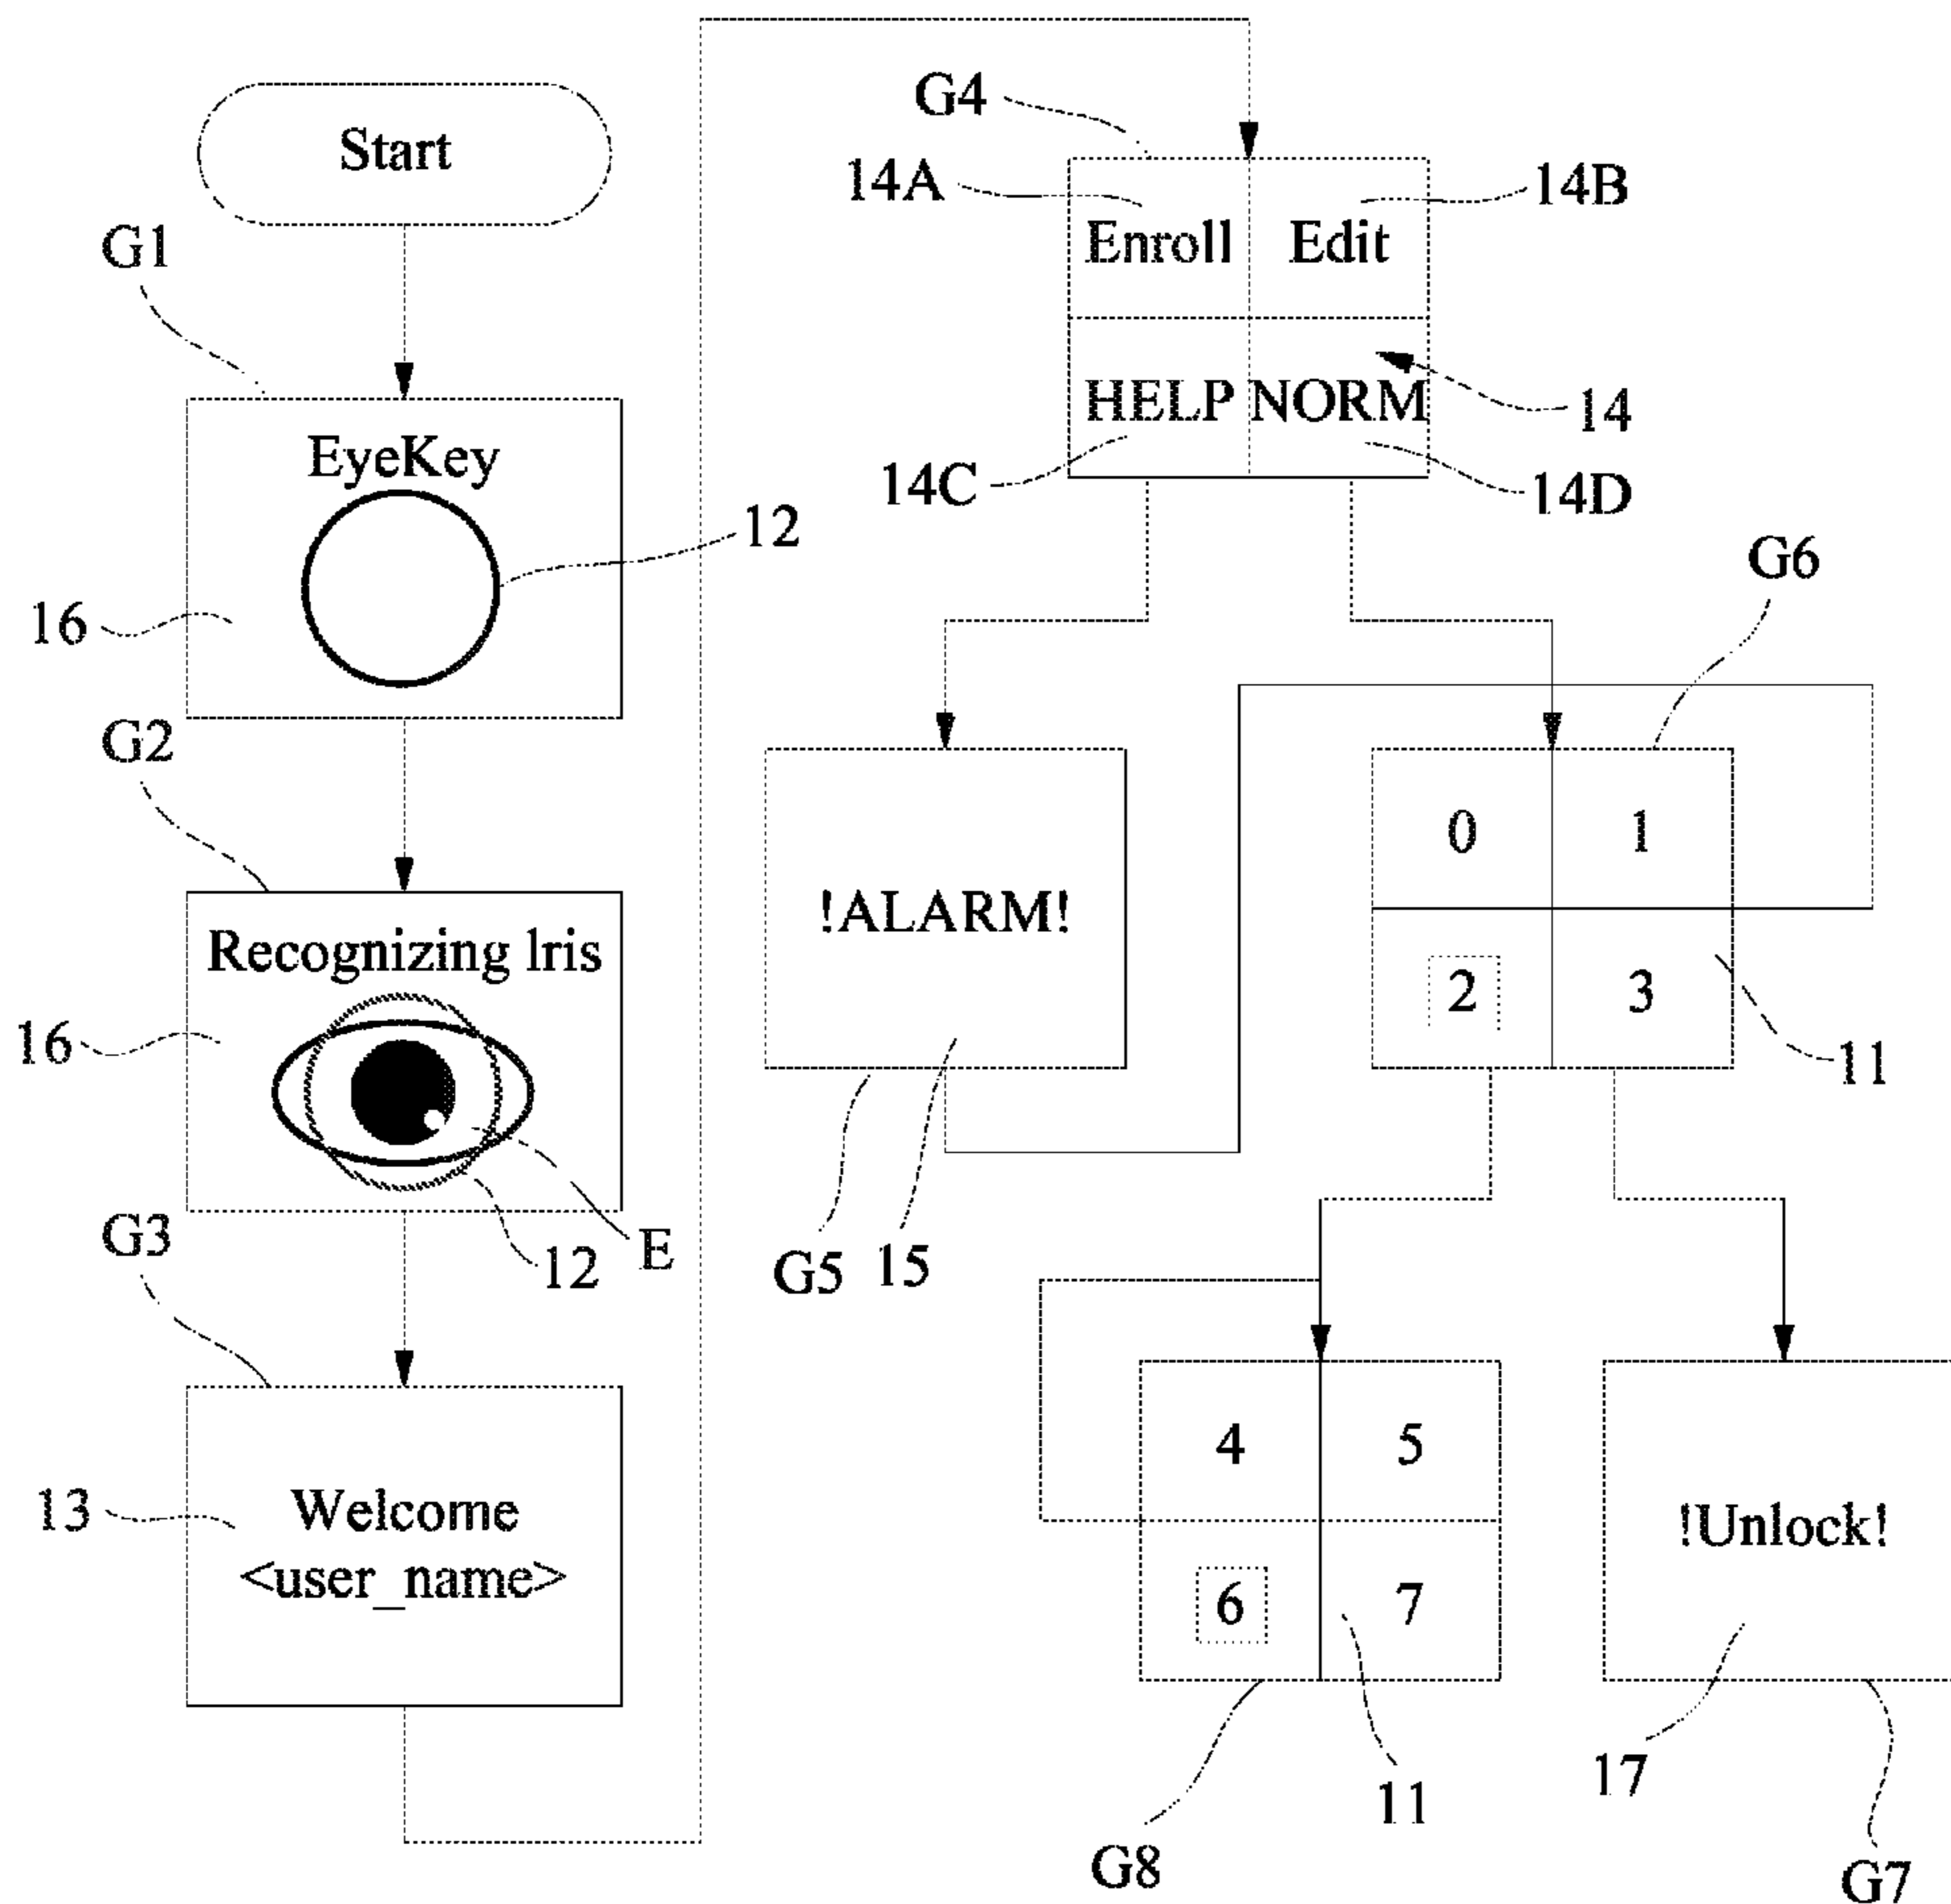 Start
G1
EyeKey
12
16
G2
Recognizing lris
16
12
E
G3
13
Welcome
<user_name>
G4
14A
14B
Enroll
Edit
HELP
NORM
14
14C
14D
G6
!ALARM!
0
1
2
3
11
G5
15
4
5
6
7
!Unlock!
11
17
G8
G7